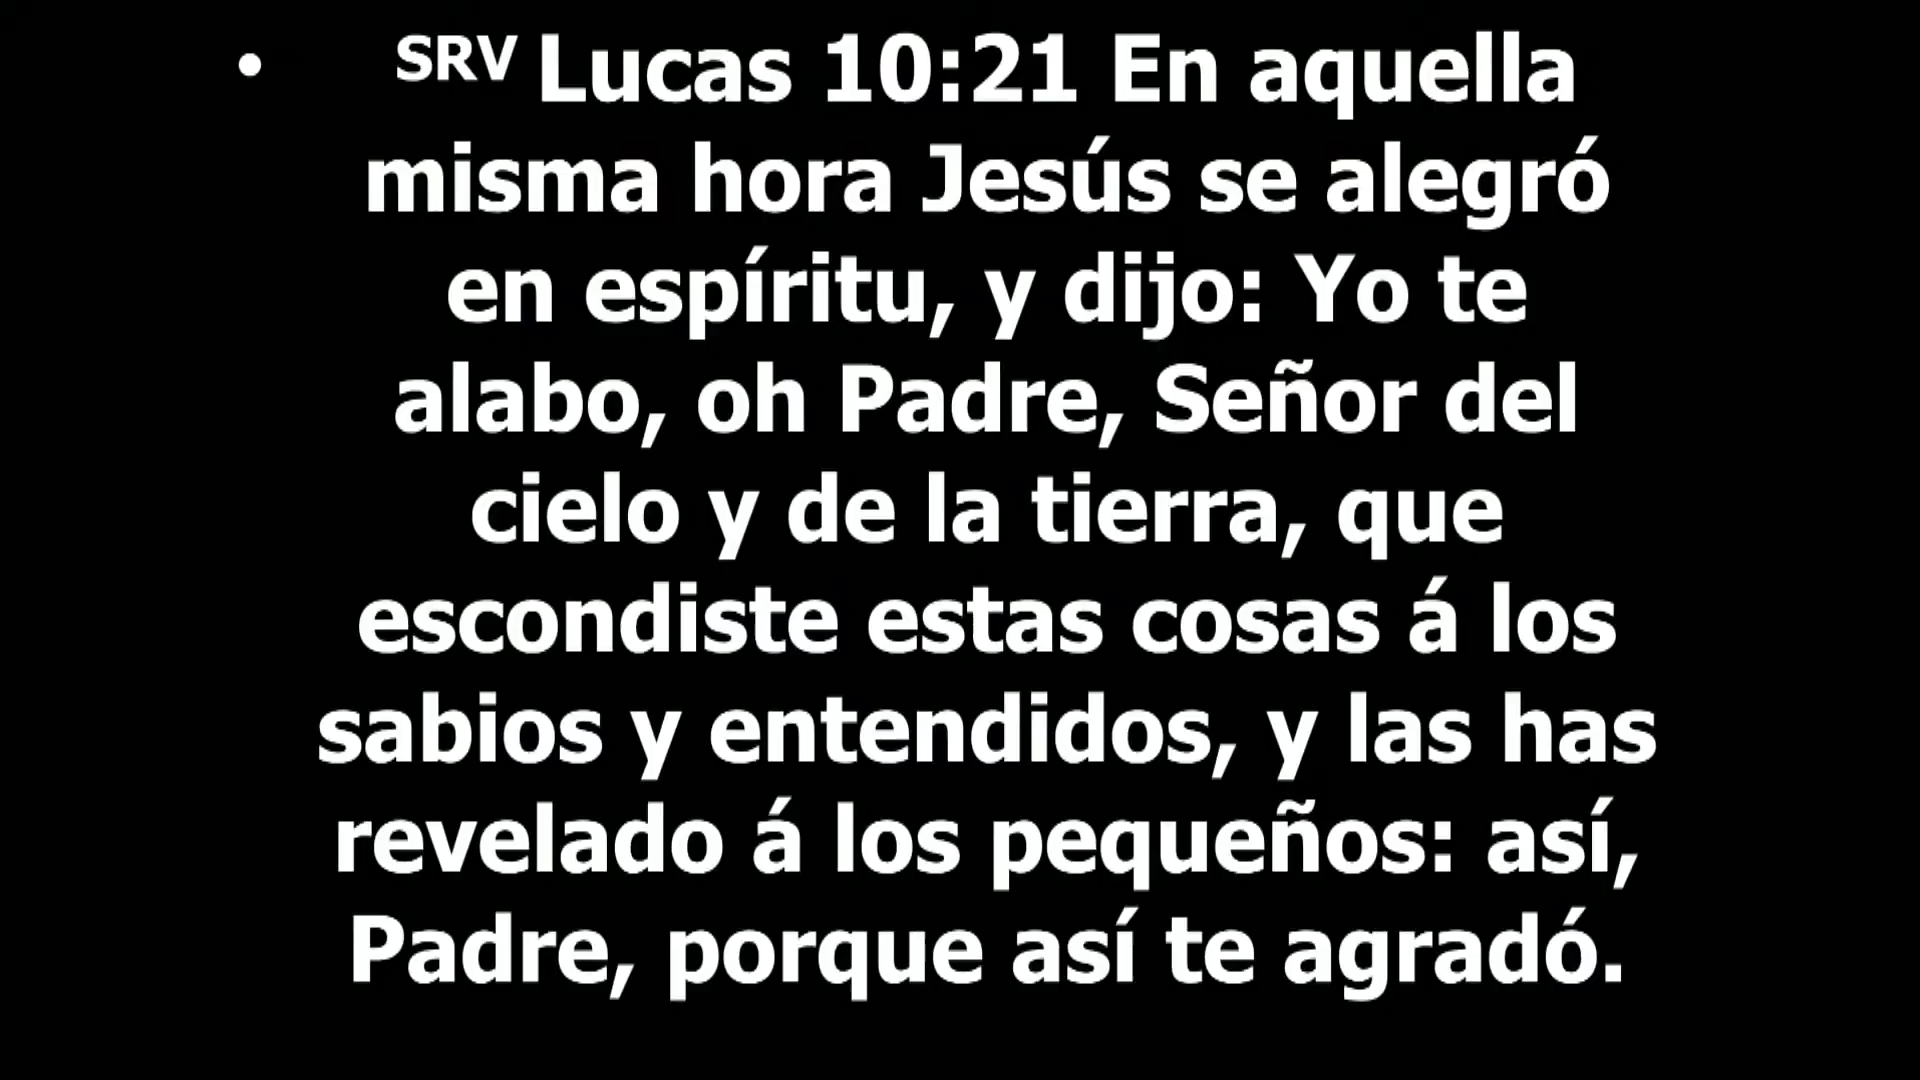 • SRV Lucas 10:21 En aquella
misma hora Jesús se alegró
en espíritu, y dijo: Yo te
alabo, oh Padre, Señor del
cielo y de la tierra, que
escondiste estas cosas á los
sabios y entendidos, y las has
revelado á los pequeños: así,
Padre, porque así te agradó.